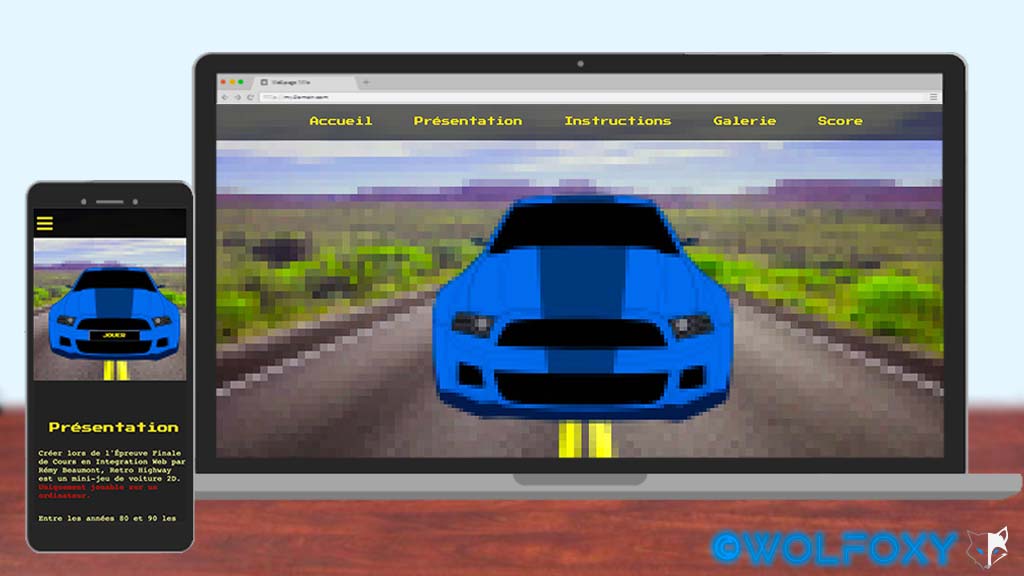 Webpage Title
Accueil Présentation Instructions Galerie Score
JOUER
Présentation
Créer lors de l'Épreuve Finale
de Cours en Integration Web par
Rémy Beaumont, Retro Highway
est un mini-jeu de voiture 2D.
Uniquement jouable sur un
ordinateur.
Entre les années 80 et 90 les
©WOLFOXY